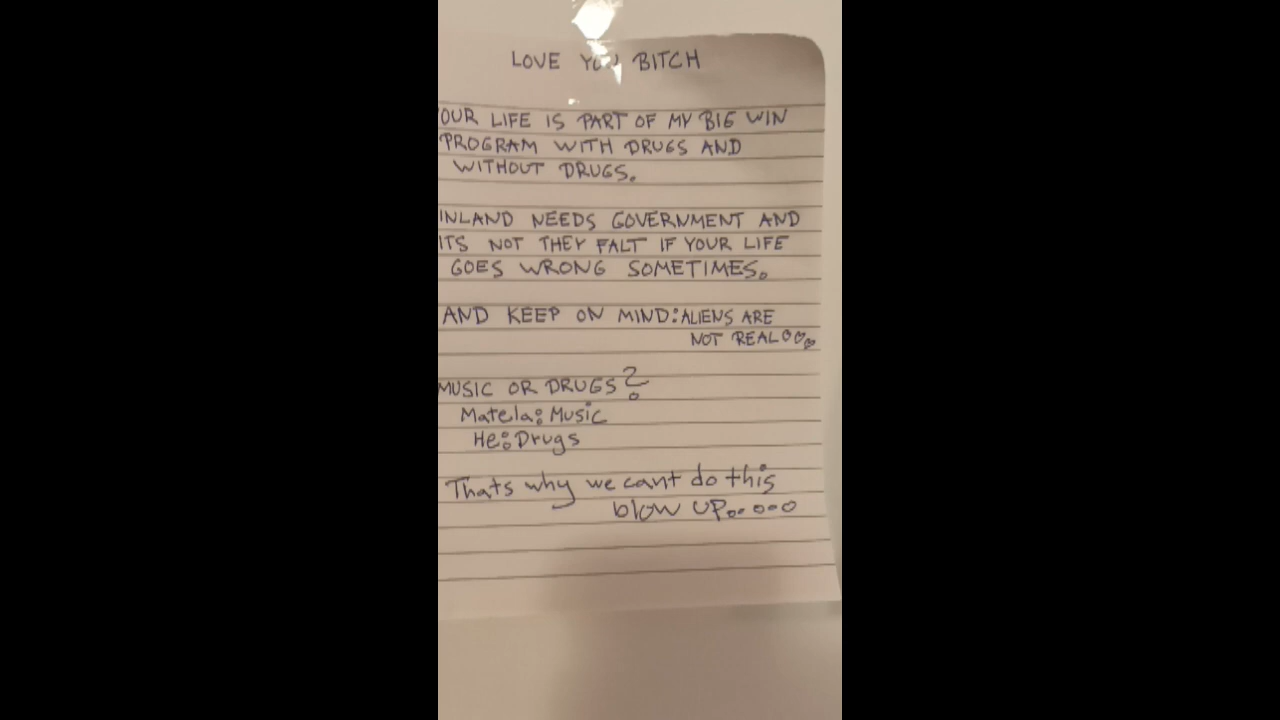 LOVE YOU BITCH
OUR LIFE IS PART OF MY BIG WIN
PROGRAM WITH DRUGS AND
WITHOUT DRUGS.
INLAND NEEDS GOVERNMENT AND
ITS NOT THEY FALT IF YOUR LIFE
GOES WRONG SOMETIMES.
AND KEEP ON MIND: ALIENS ARE
NOT REAL...
MUSIC OR DRUGS?
Matela: Music
He: Drugs
Thats why we cant do this
blow up.....